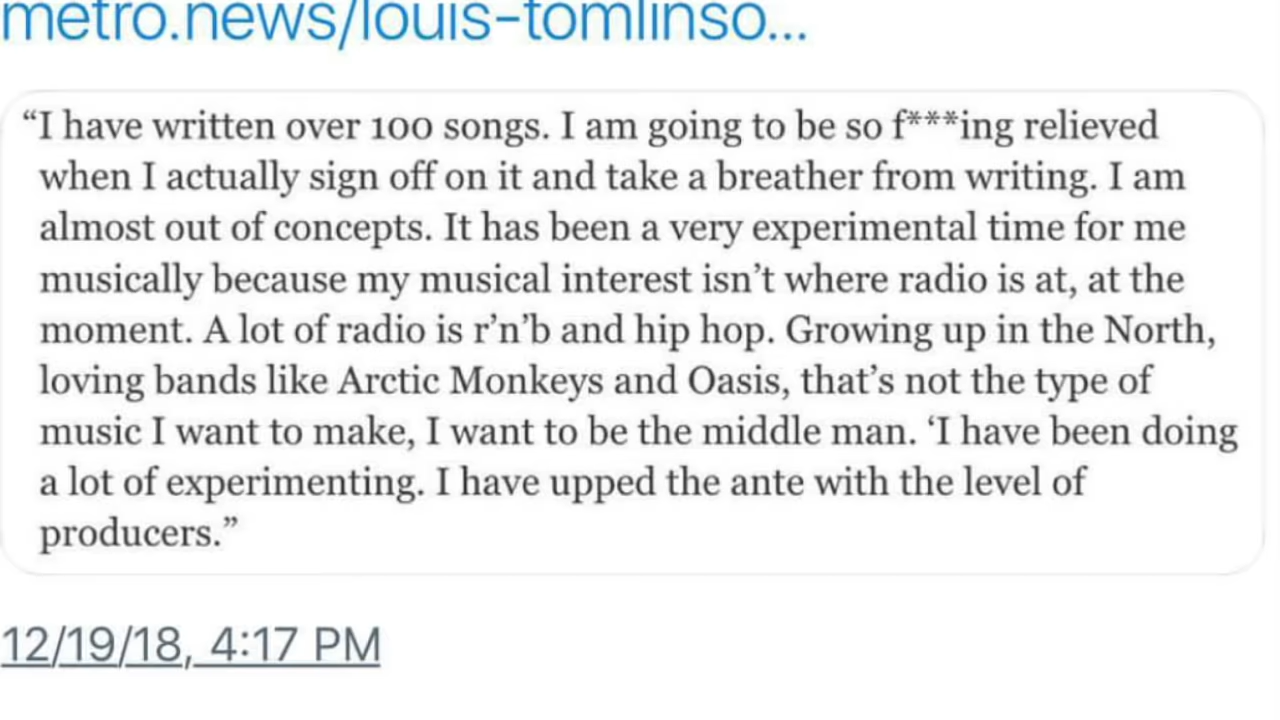 metro.news/louis-tomlinso...
“I have written over 100 songs. I am going to be so f***ing relieved
when I actually sign off on it and take a breather from writing. I am
almost out of concepts. It has been a very experimental time for me
musically because my musical interest isn’t where radio is at, at the
moment. A lot of radio is r’n’b and hip hop. Growing up in the North,
loving bands like Arctic Monkeys and Oasis, that’s not the type of
music I want to make, I want to be the middle man. ‘I have been doing
a lot of experimenting. I have upped the ante with the level of
producers.”
12/19/18, 4:17 PM